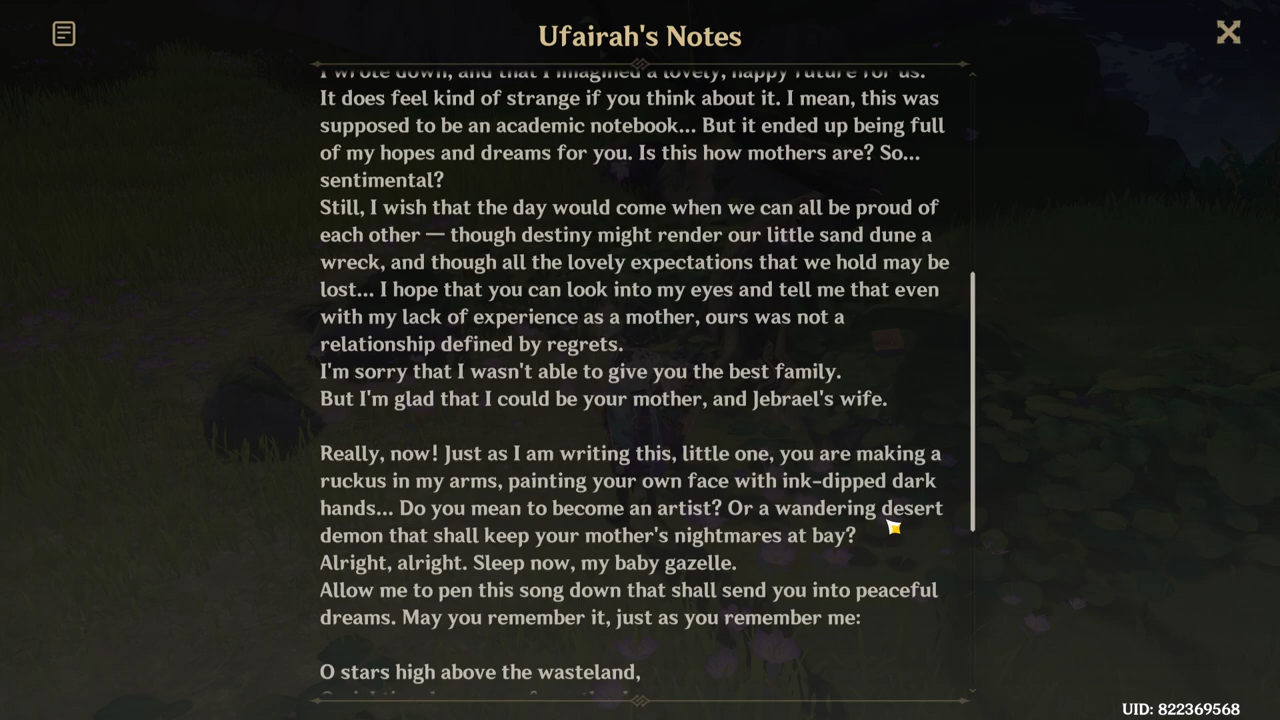 Ufairah's Notes
I wrote down, and that I imagined a lovely, happy future for us.
It does feel kind of strange if you think about it. I mean, this was
supposed to be an academic notebook... But it ended up being full
of my hopes and dreams for you. Is this how mothers are? So...
sentimental?
Still, I wish that the day would come when we can all be proud of
each other — though destiny might render our little sand dune a
wreck, and though all the lovely expectations that we hold may be
lost... I hope that you can look into my eyes and tell me that even
with my lack of experience as a mother, ours was not a
relationship defined by regrets.
I'm sorry that I wasn't able to give you the best family.
But I'm glad that I could be your mother, and Jebrael's wife.
Really, now! Just as I am writing this, little one, you are making a
ruckus in my arms, painting your own face with ink-dipped dark
hands... Do you mean to become an artist? Or a wandering desert
demon that shall keep your mother's nightmares at bay?
Alright, alright. Sleep now, my baby gazelle.
Allow me to pen this song down that shall send you into peaceful
dreams. May you remember it, just as you remember me:
O stars high above the wasteland,
UID: 822369568